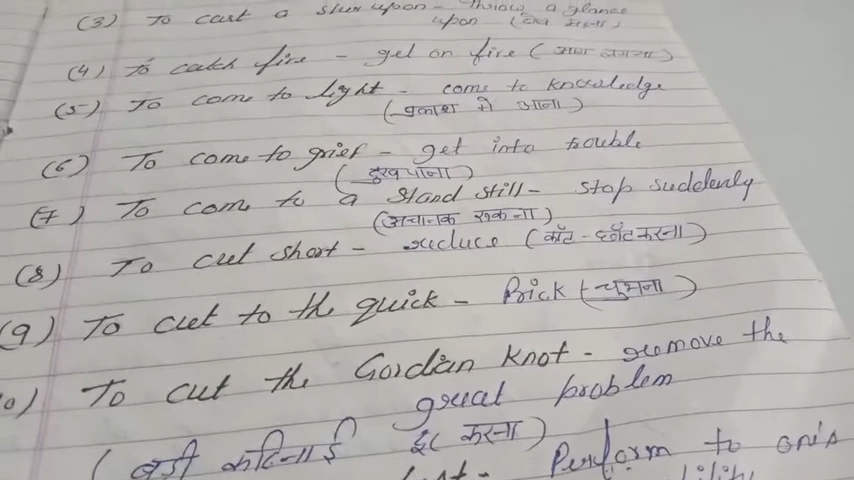 (3) To cast a slur upon - throw a glance
upon
(4) To catch fire - get on fire (आग लगना)
(5) To come to light - come to knowledge
(प्रकाश मे आना)
(6) To come to grief - get into trouble
(दुखपाना)
(7) To come to a stand still - stop suddenly
(अचानक रूकना)
(8) To cut short - reduce (काँट-छाँटकरना)
(9) To cut to the quick - Prick (चुभना)
To cut the Gordian Knot - remove the
great problem
(बडी कठिनाई दूर करना)
Perform to one's